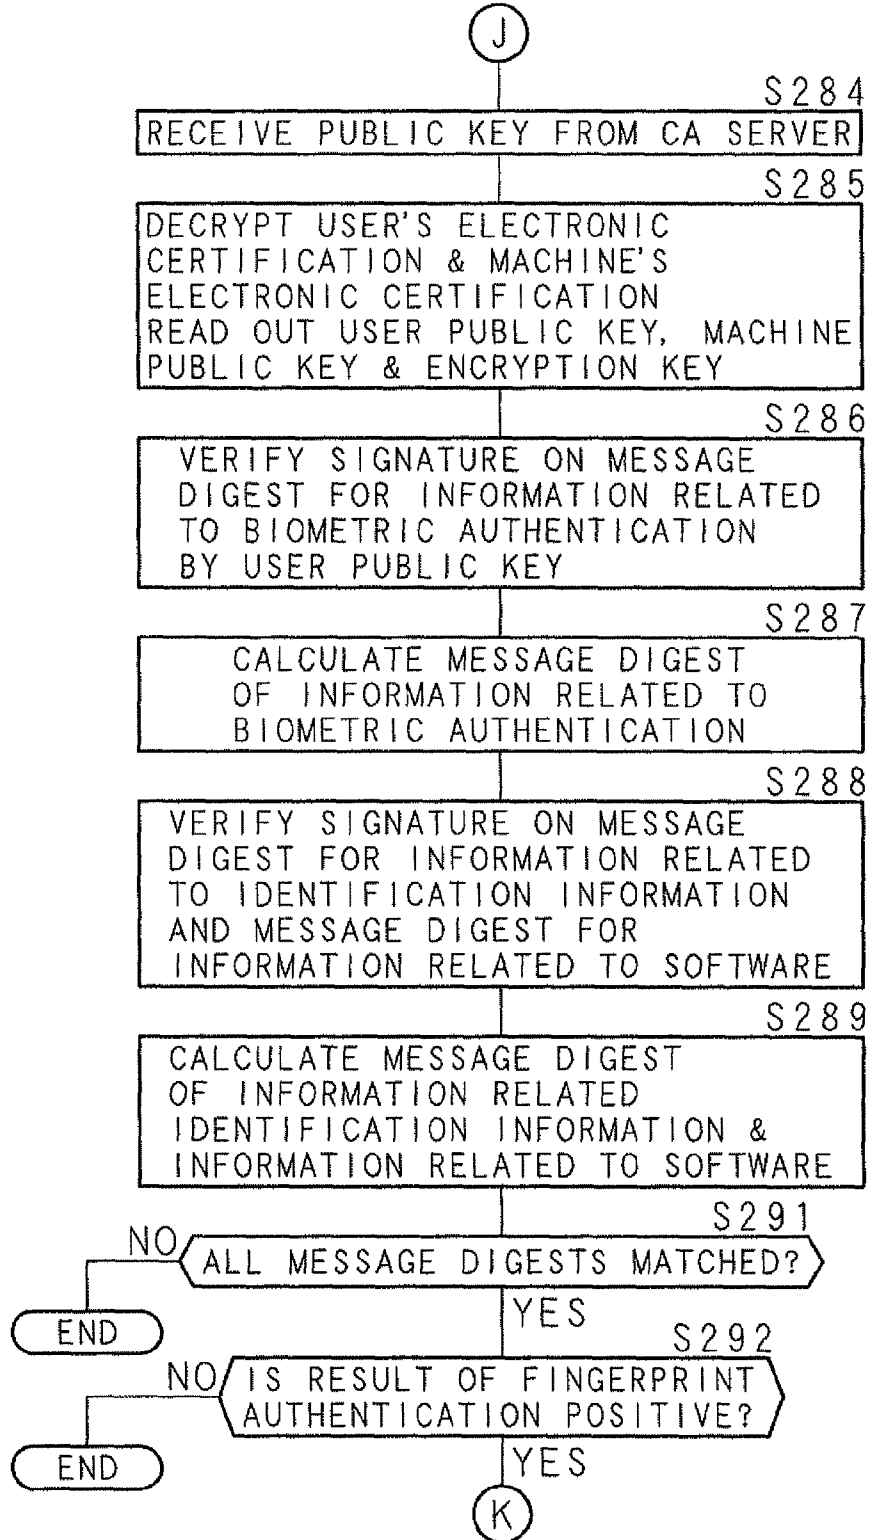 J
S284
RECEIVE PUBLIC KEY FROM CA SERVER
S285
DECRYPT USER'S ELECTRONIC
CERTIFICATION & MACHINE'S
ELECTRONIC CERTIFICATION
READ OUT USER PUBLIC KEY, MACHINE
PUBLIC KEY & ENCRYPTION KEY
S286
VERIFY SIGNATURE ON MESSAGE
DIGEST FOR INFORMATION RELATED
TO BIOMETRIC AUTHENTICATION
BY USER PUBLIC KEY
S287
CALCULATE MESSAGE DIGEST
OF INFORMATION RELATED TO
BIOMETRIC AUTHENTICATION
S288
VERIFY SIGNATURE ON MESSAGE
DIGEST FOR INFORMATION RELATED
TO IDENTIFICATION INFORMATION
AND MESSAGE DIGEST FOR
INFORMATION RELATED TO SOFTWARE
S289
CALCULATE MESSAGE DIGEST
OF INFORMATION RELATED
IDENTIFICATION INFORMATION &
INFORMATION RELATED TO SOFTWARE
S291
NO
ALL MESSAGE DIGESTS MATCHED?
END
YES
S292
NO
IS RESULT OF FINGERPRINT
AUTHENTICATION POSITIVE?
END
YES
K